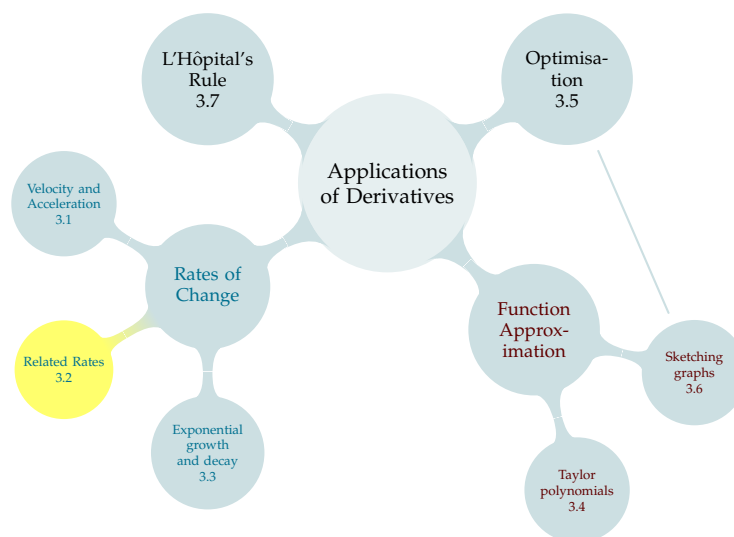 L'Hôpital's
Rule
3.7
Optimisa-
tion
3.5
Applications
of Derivatives
Velocity and
Acceleration
3.1
Rates of
Change
Related Rates
3.2
Exponential
growth
and decay
3.3
Function
Approx-
imation
Sketching
graphs
3.6
Taylor
polynomials
3.4